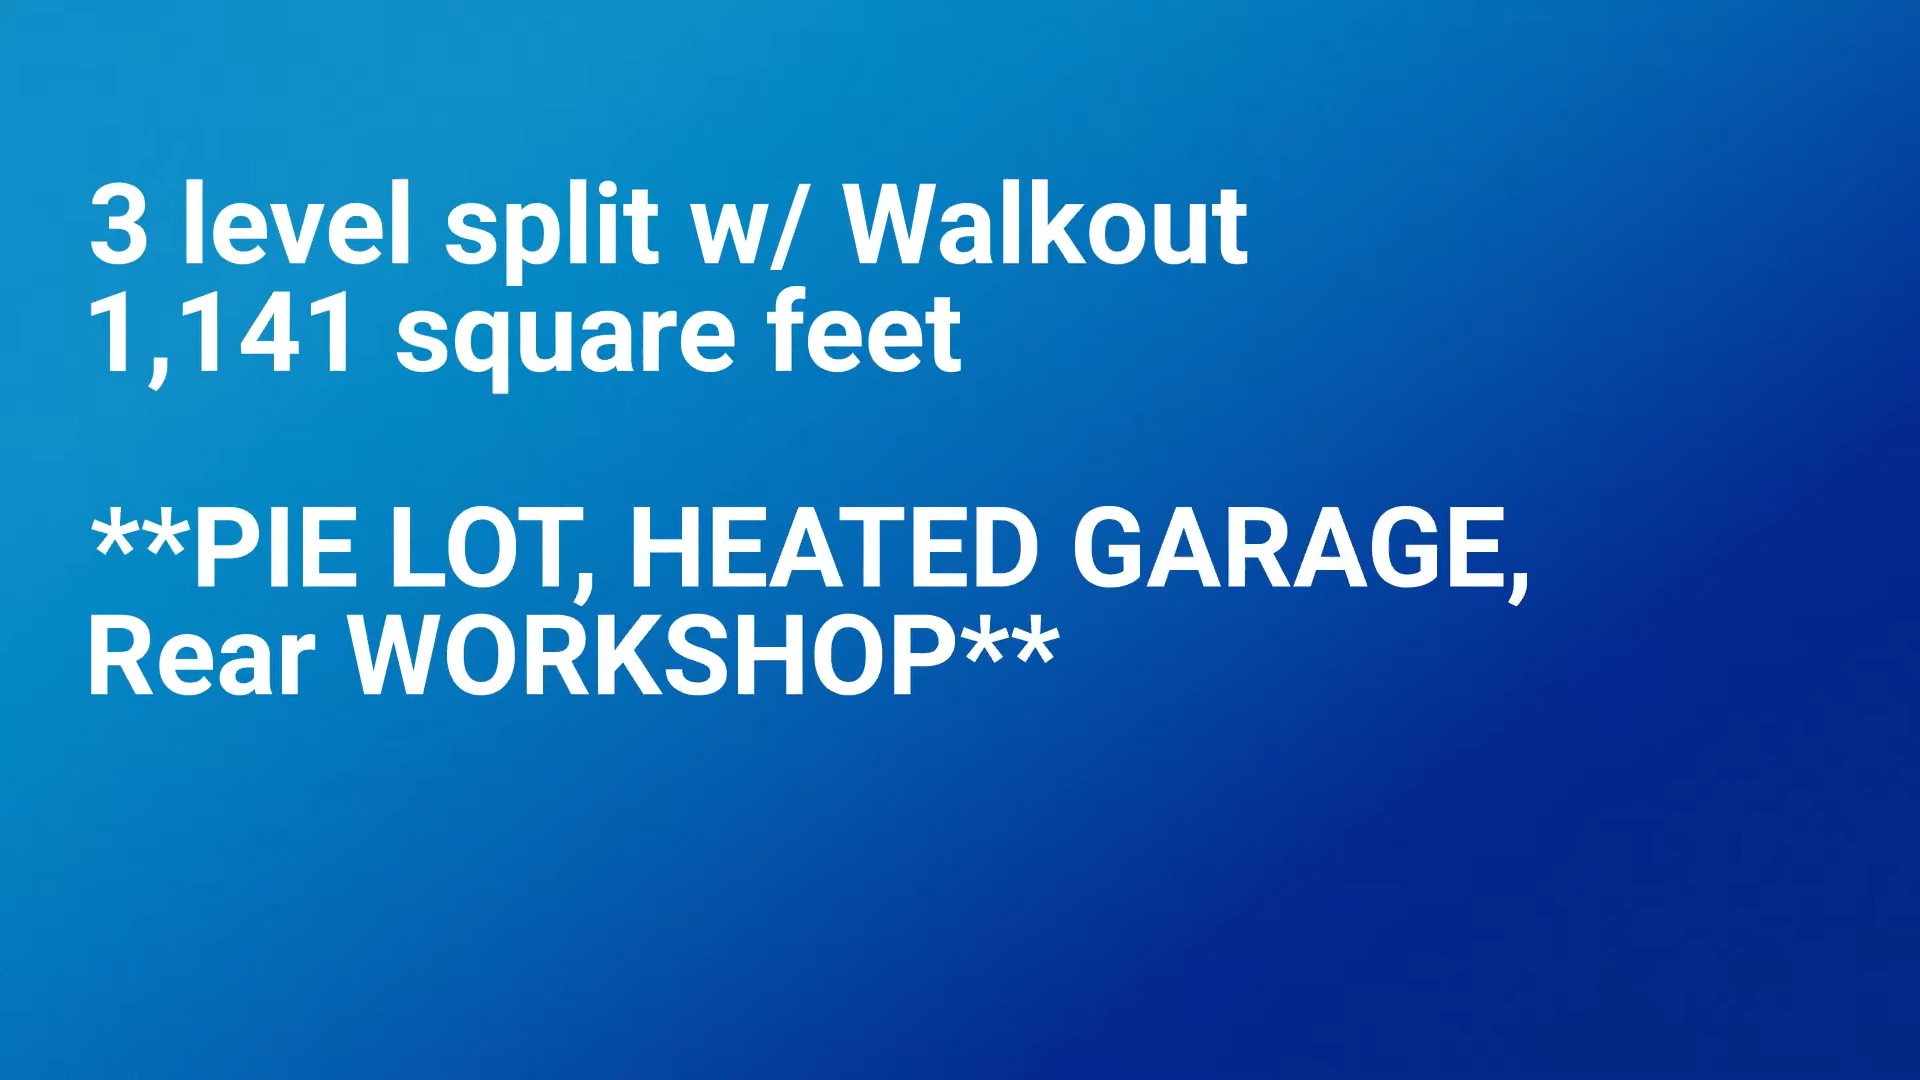 3 level split w/ Walkout
1,141 square feet
**PIE LOT, HEATED GARAGE,
Rear WORKSHOP**